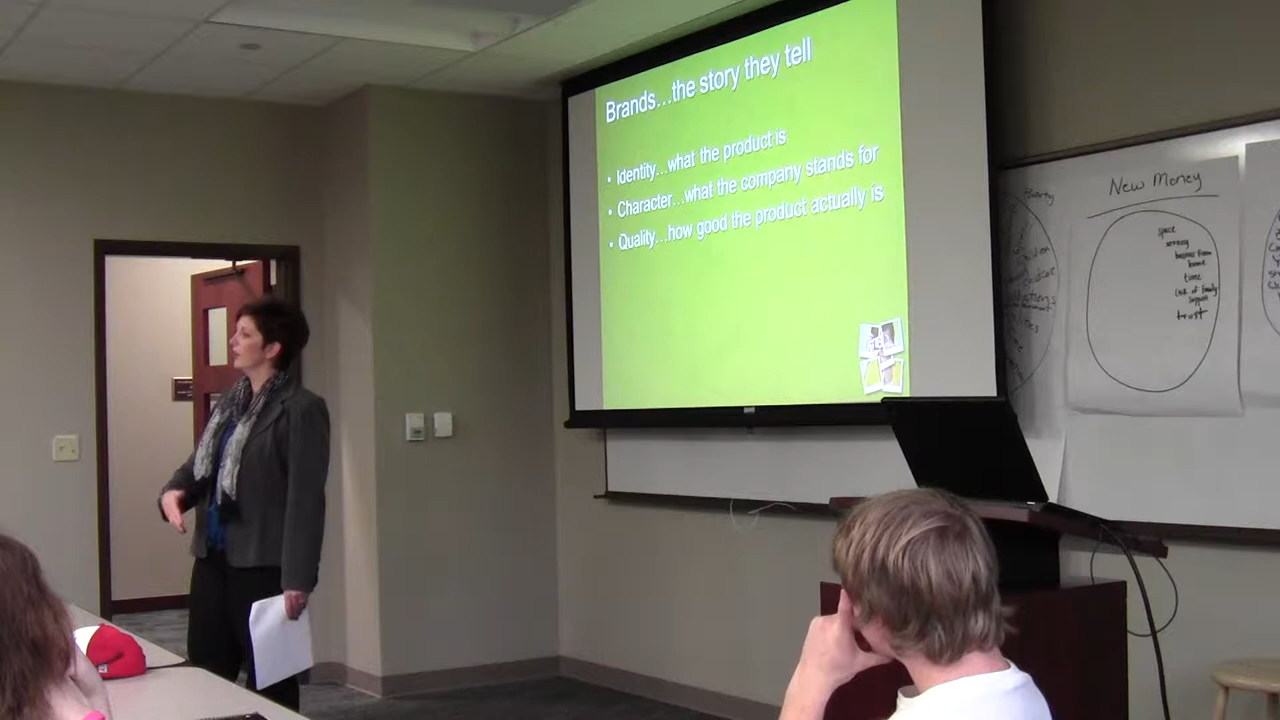 Brands...the story they tell
• Identity...what the product is
• Character...what the company stands for
• Quality...how good the product actually is
New Money
space
serving
business from
home
time
lack of family
support
trust